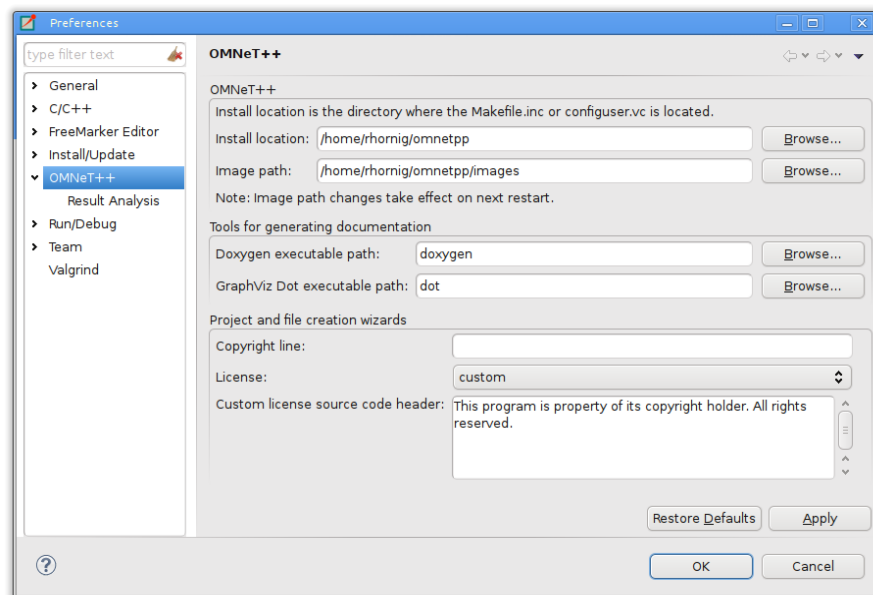 Preferences
type filter text
General
C/C++
FreeMarker Editor
Install/Update
OMNeT++
Result Analysis
Run/Debug
Team
Valgrind
OMNeT++
OMNeT++
Install location is the directory where the Makefile.inc or configuser.vc is located.
Install location: /home/rhornig/omnetpp Browse...
Image path: /home/rhornig/omnetpp/images Browse...
Note: Image path changes take effect on next restart.
Tools for generating documentation
Doxygen executable path: doxygen Browse...
GraphViz Dot executable path: dot Browse...
Project and file creation wizards
Copyright line:
License: custom
Custom license source code header: This program is property of its copyright holder. All rights
reserved.
Restore Defaults Apply
? OK Cancel